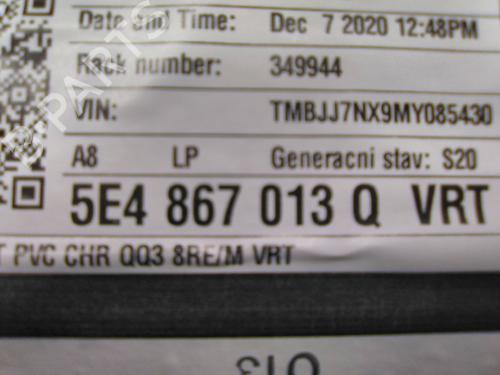 Date and Time: Dec 7 2020 12:48PM
Rack number: 349944
VIN: TMBJJ7NX9MY085430
A8 LP Generacni stav: S20
5E4 867 013 Q VRT
T PVC CHR QQ3 8RE/M VRT
013